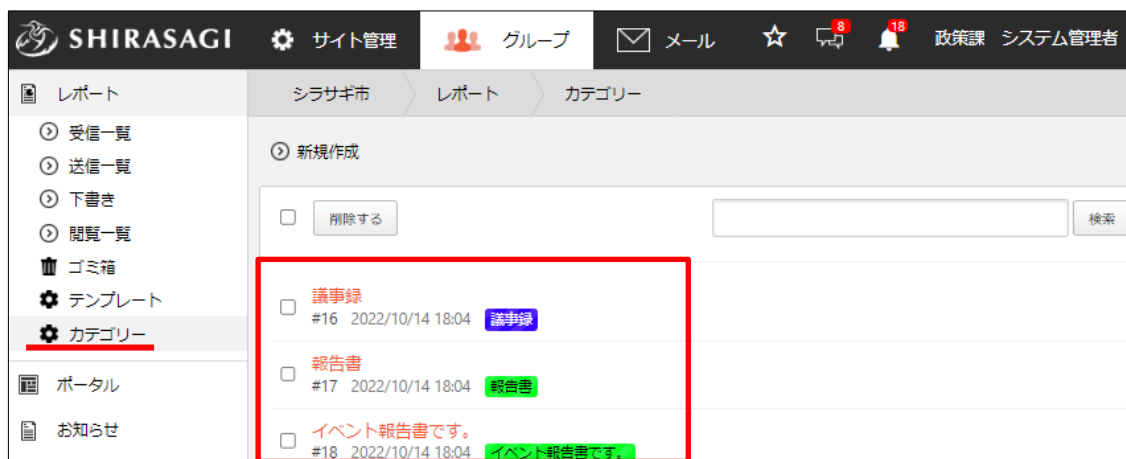 SHIRASAGI サイト管理 グループ メール 8 18 政策課 システム管理者
レポート
受信一覧
送信一覧
下書き
閲覧一覧
ゴミ箱
テンプレート
カテゴリー
ポータル
お知らせ
シラサギ市 レポート カテゴリー
新規作成
削除する 検索
議事録
#16 2022/10/14 18:04 議事録
報告書
#17 2022/10/14 18:04 報告書
イベント報告書です。
#18 2022/10/14 18:04 イベント報告書です。